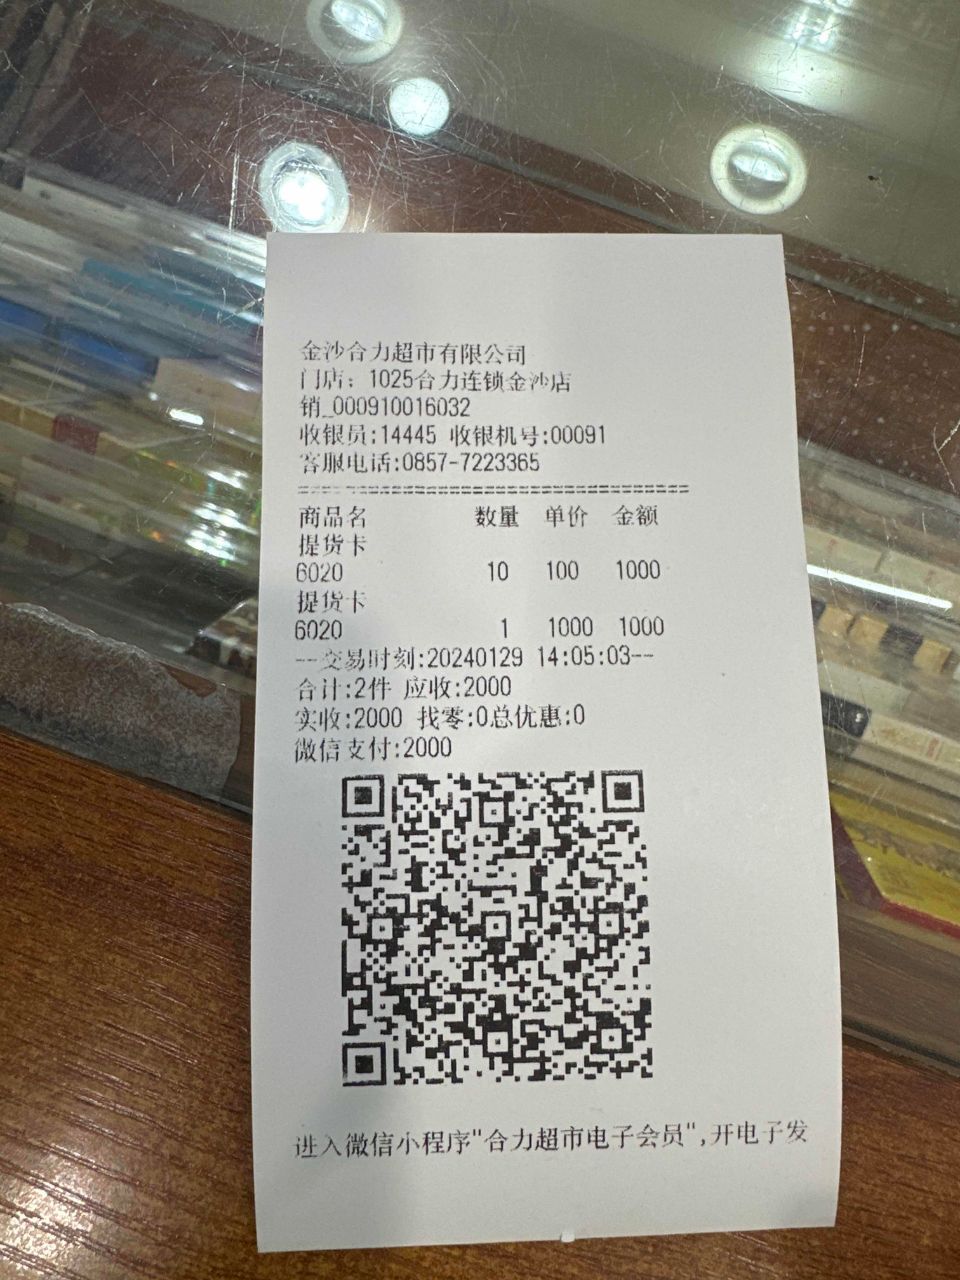 金沙合力超市有限公司
门店：1025合力连锁金沙店
销_000910016032
收银员:14445 收银机号:00091
客服电话:0857-7223365
==========================================
商品名 数量 单价 金额
提货卡
6020 10 100 1000
提货卡
6020 1 1000 1000
--交易时刻:20240129 14:05:03--
合计:2件 应收:2000
实收:2000 找零:0总优惠:0
微信支付:2000
进入微信小程序"合力超市电子会员",开电子发